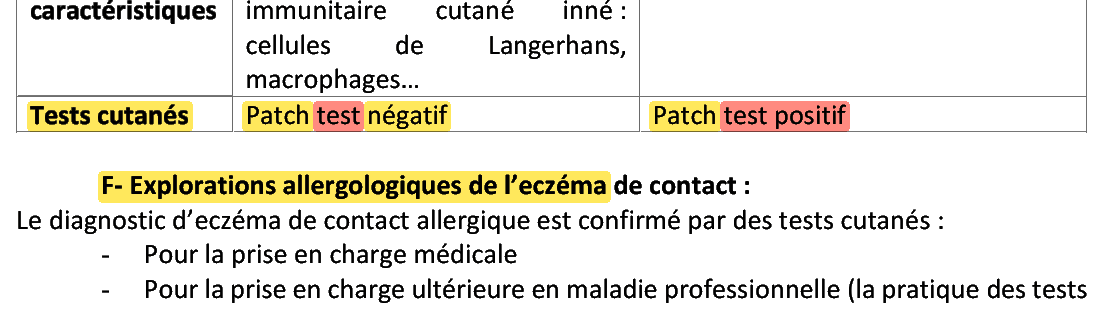 caractéristiques immunitaire cutané inné :
cellules de Langerhans,
macrophages…
Tests cutanés Patch test négatif Patch test positif
F- Explorations allergologiques de l’eczéma de contact :
Le diagnostic d’eczéma de contact allergique est confirmé par des tests cutanés :
- Pour la prise en charge médicale
- Pour la prise en charge ultérieure en maladie professionnelle (la pratique des tests